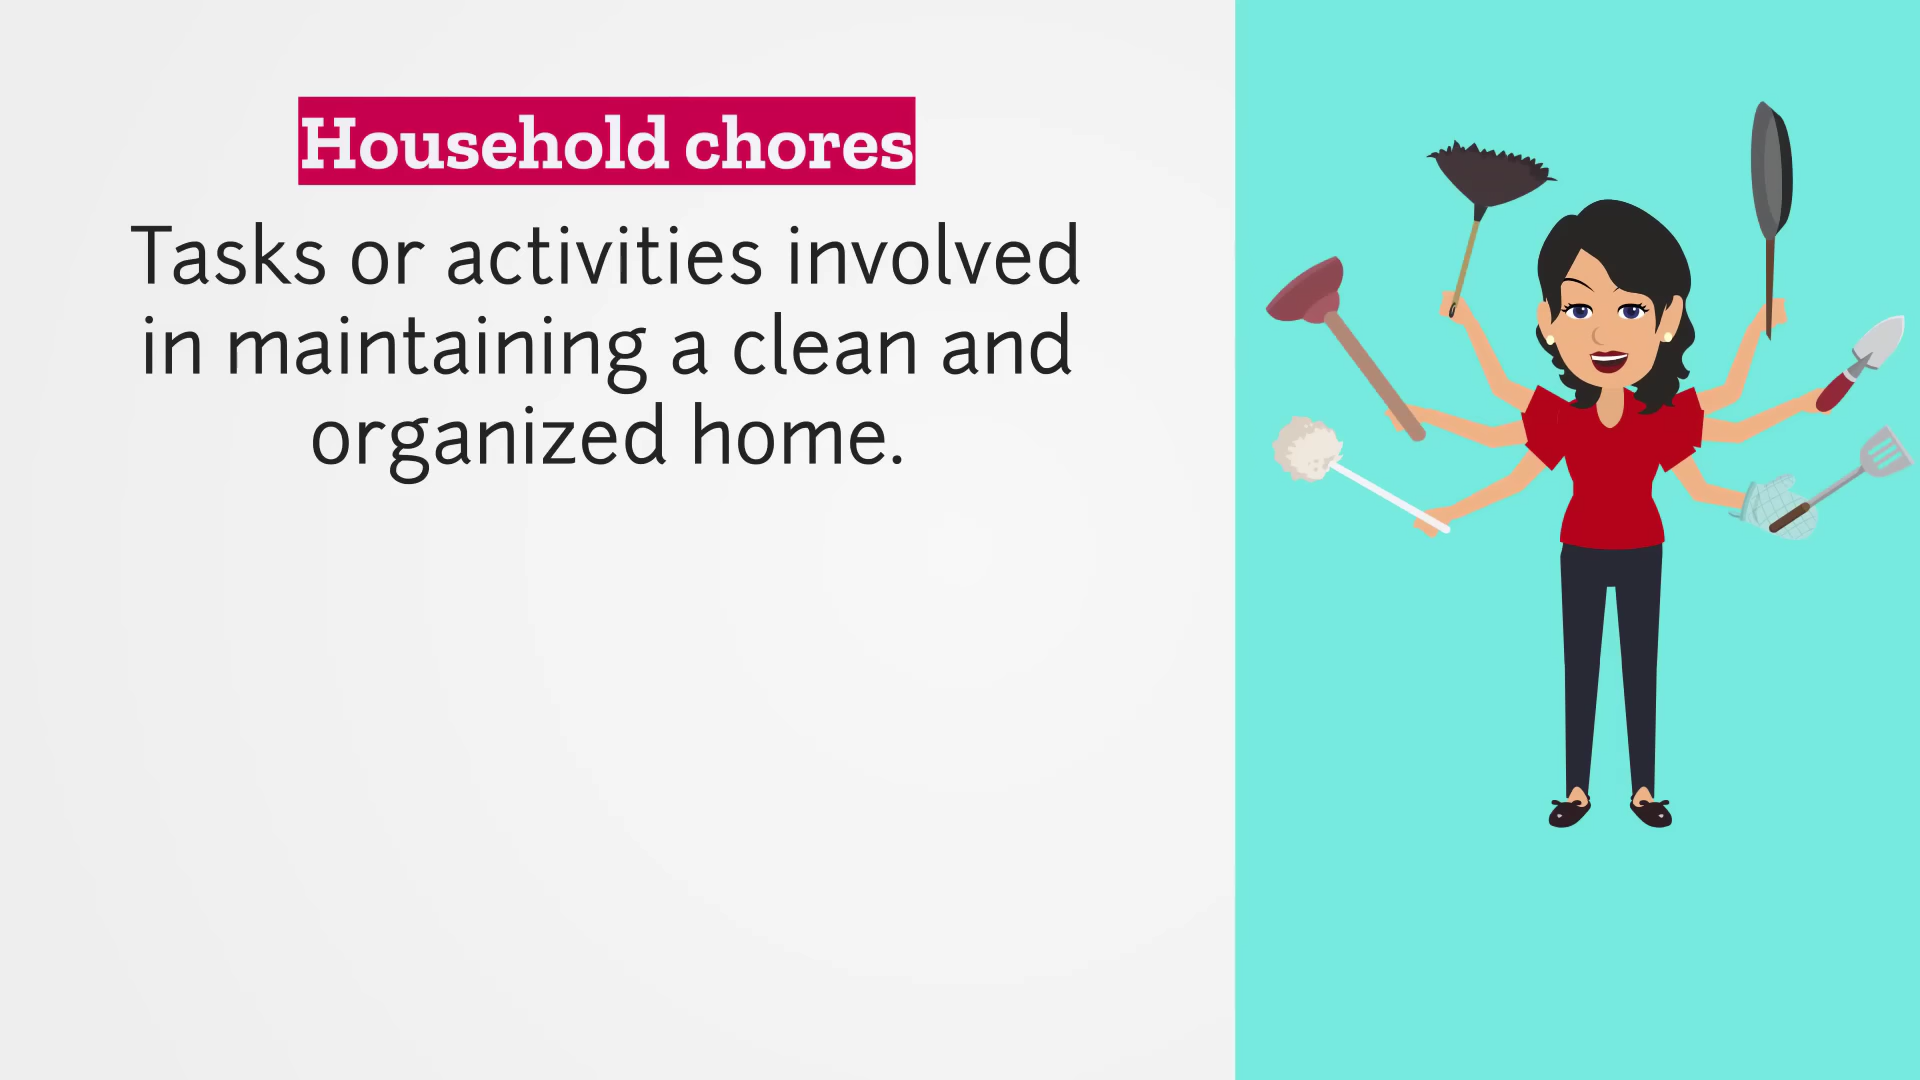 Household chores
Tasks or activities involved
in maintaining a clean and
organized home.